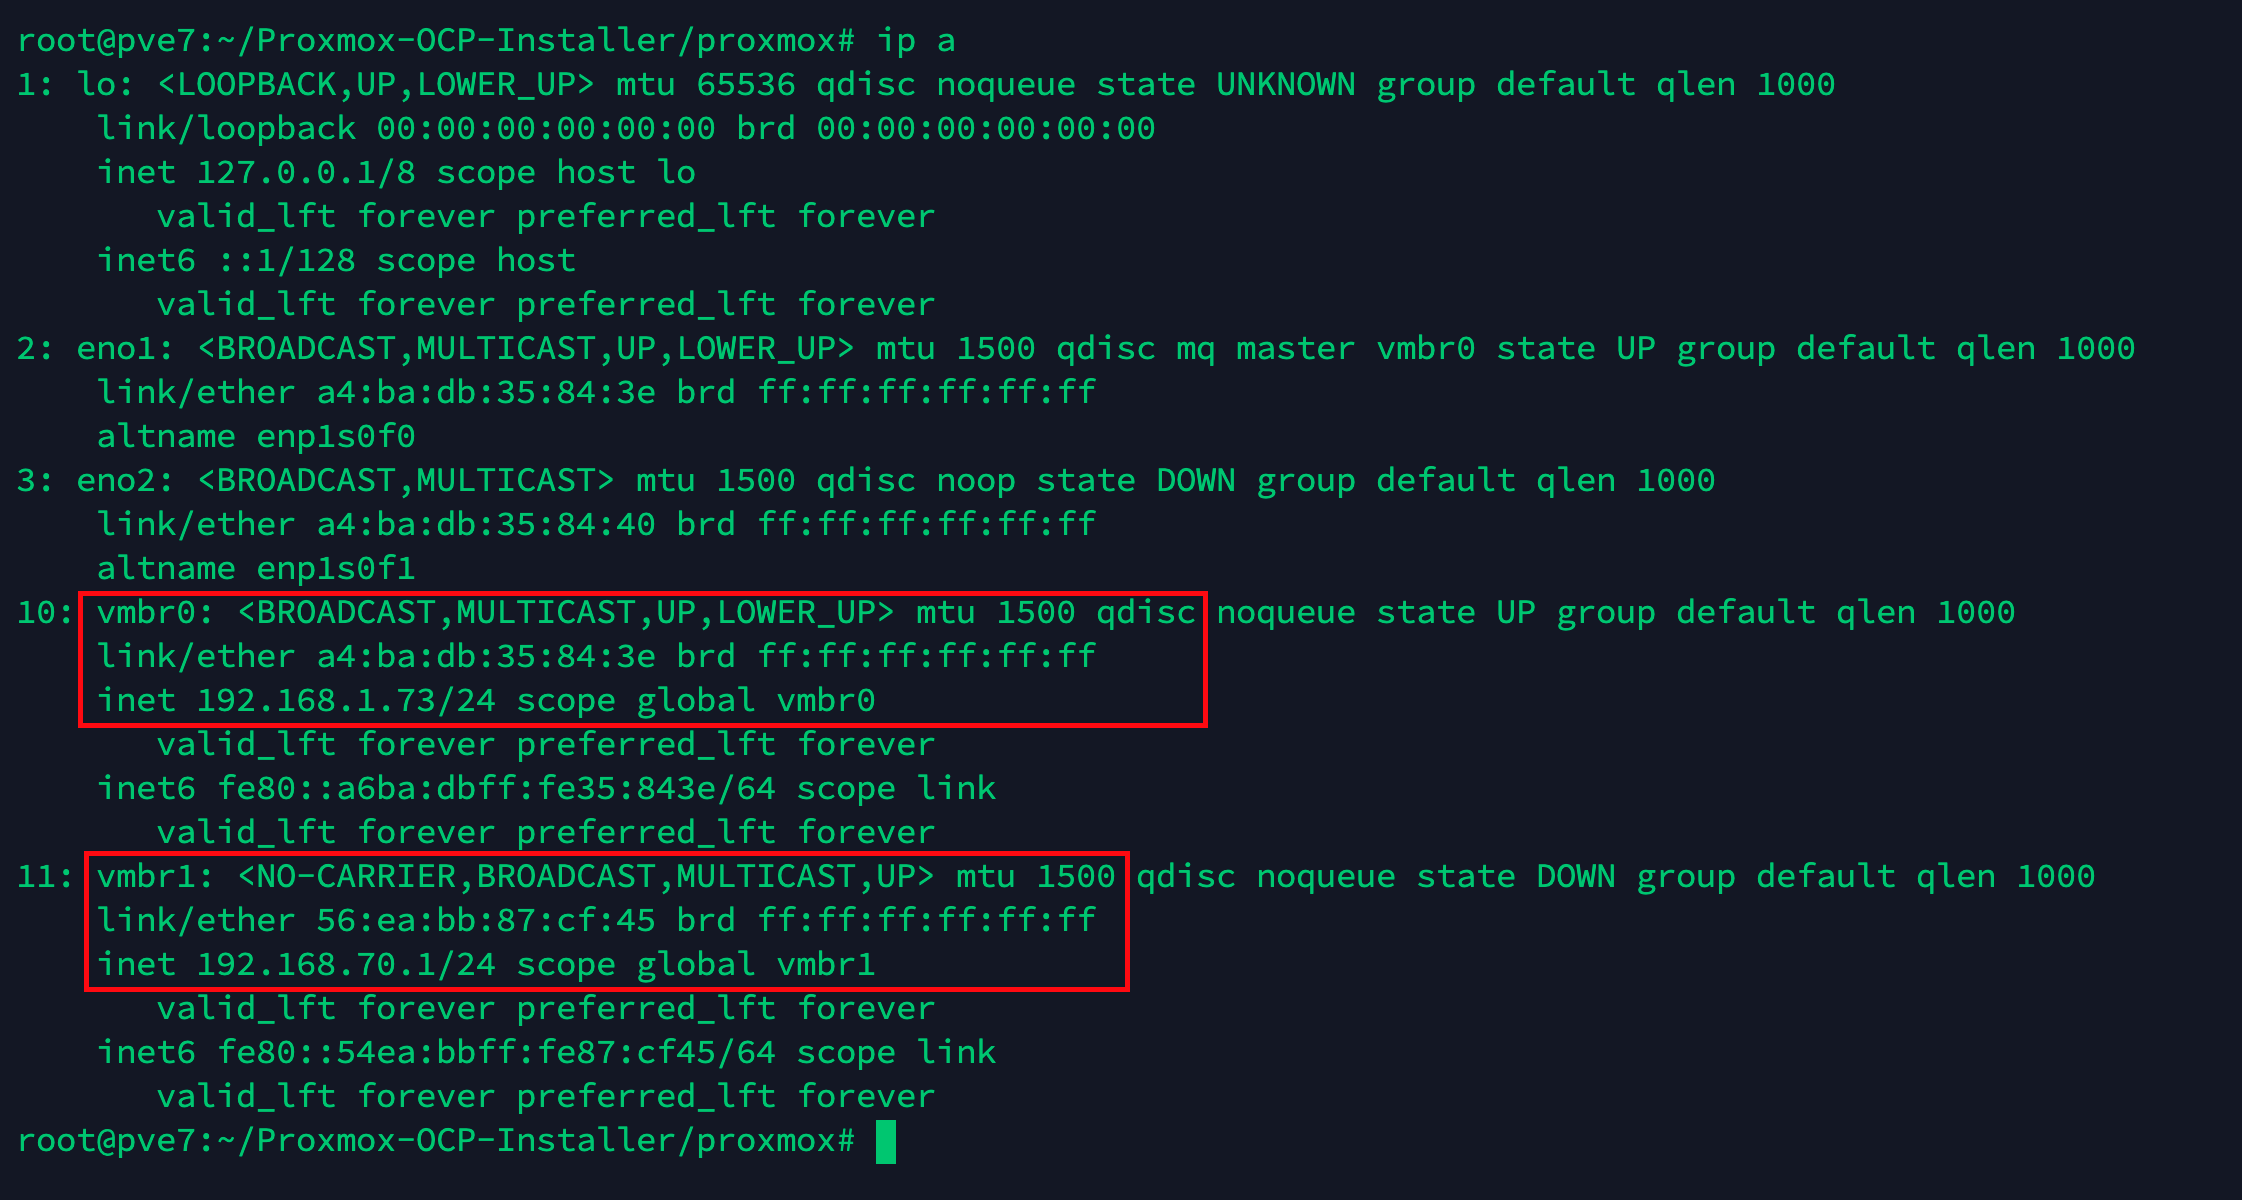 root@pve7:~/Proxmox-OCP-Installer/proxmox# ip a
1: lo: <LOOPBACK,UP,LOWER_UP> mtu 65536 qdisc noqueue state UNKNOWN group default qlen 1000
    link/loopback 00:00:00:00:00:00 brd 00:00:00:00:00:00
    inet 127.0.0.1/8 scope host lo
       valid_lft forever preferred_lft forever
    inet6 ::1/128 scope host
       valid_lft forever preferred_lft forever
2: eno1: <BROADCAST,MULTICAST,UP,LOWER_UP> mtu 1500 qdisc mq master vmbr0 state UP group default qlen 1000
    link/ether a4:ba:db:35:84:3e brd ff:ff:ff:ff:ff:ff
    altname enp1s0f0
3: eno2: <BROADCAST,MULTICAST> mtu 1500 qdisc noop state DOWN group default qlen 1000
    link/ether a4:ba:db:35:84:40 brd ff:ff:ff:ff:ff:ff
    altname enp1s0f1
10: vmbr0: <BROADCAST,MULTICAST,UP,LOWER_UP> mtu 1500 qdisc noqueue state UP group default qlen 1000
    link/ether a4:ba:db:35:84:3e brd ff:ff:ff:ff:ff:ff
    inet 192.168.1.73/24 scope global vmbr0
       valid_lft forever preferred_lft forever
    inet6 fe80::a6ba:dbff:fe35:843e/64 scope link
       valid_lft forever preferred_lft forever
11: vmbr1: <NO-CARRIER,BROADCAST,MULTICAST,UP> mtu 1500 qdisc noqueue state DOWN group default qlen 1000
    link/ether 56:ea:bb:87:cf:45 brd ff:ff:ff:ff:ff:ff
    inet 192.168.70.1/24 scope global vmbr1
       valid_lft forever preferred_lft forever
    inet6 fe80::54ea:bbff:fe87:cf45/64 scope link
       valid_lft forever preferred_lft forever
root@pve7:~/Proxmox-OCP-Installer/proxmox#